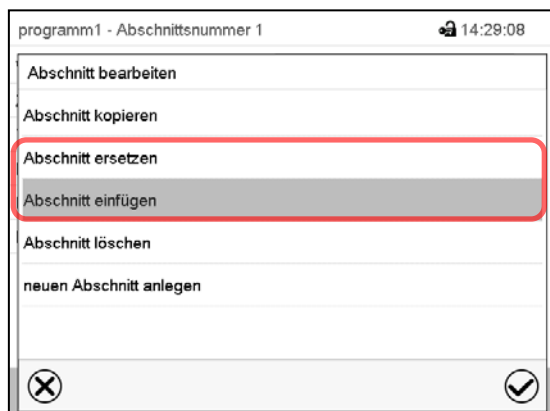 programm1 - Abschnittsnummer 1 14:29:08
Abschnitt bearbeiten
Abschnitt kopieren
Abschnitt ersetzen
Abschnitt einfügen
Abschnitt löschen
neuen Abschnitt anlegen